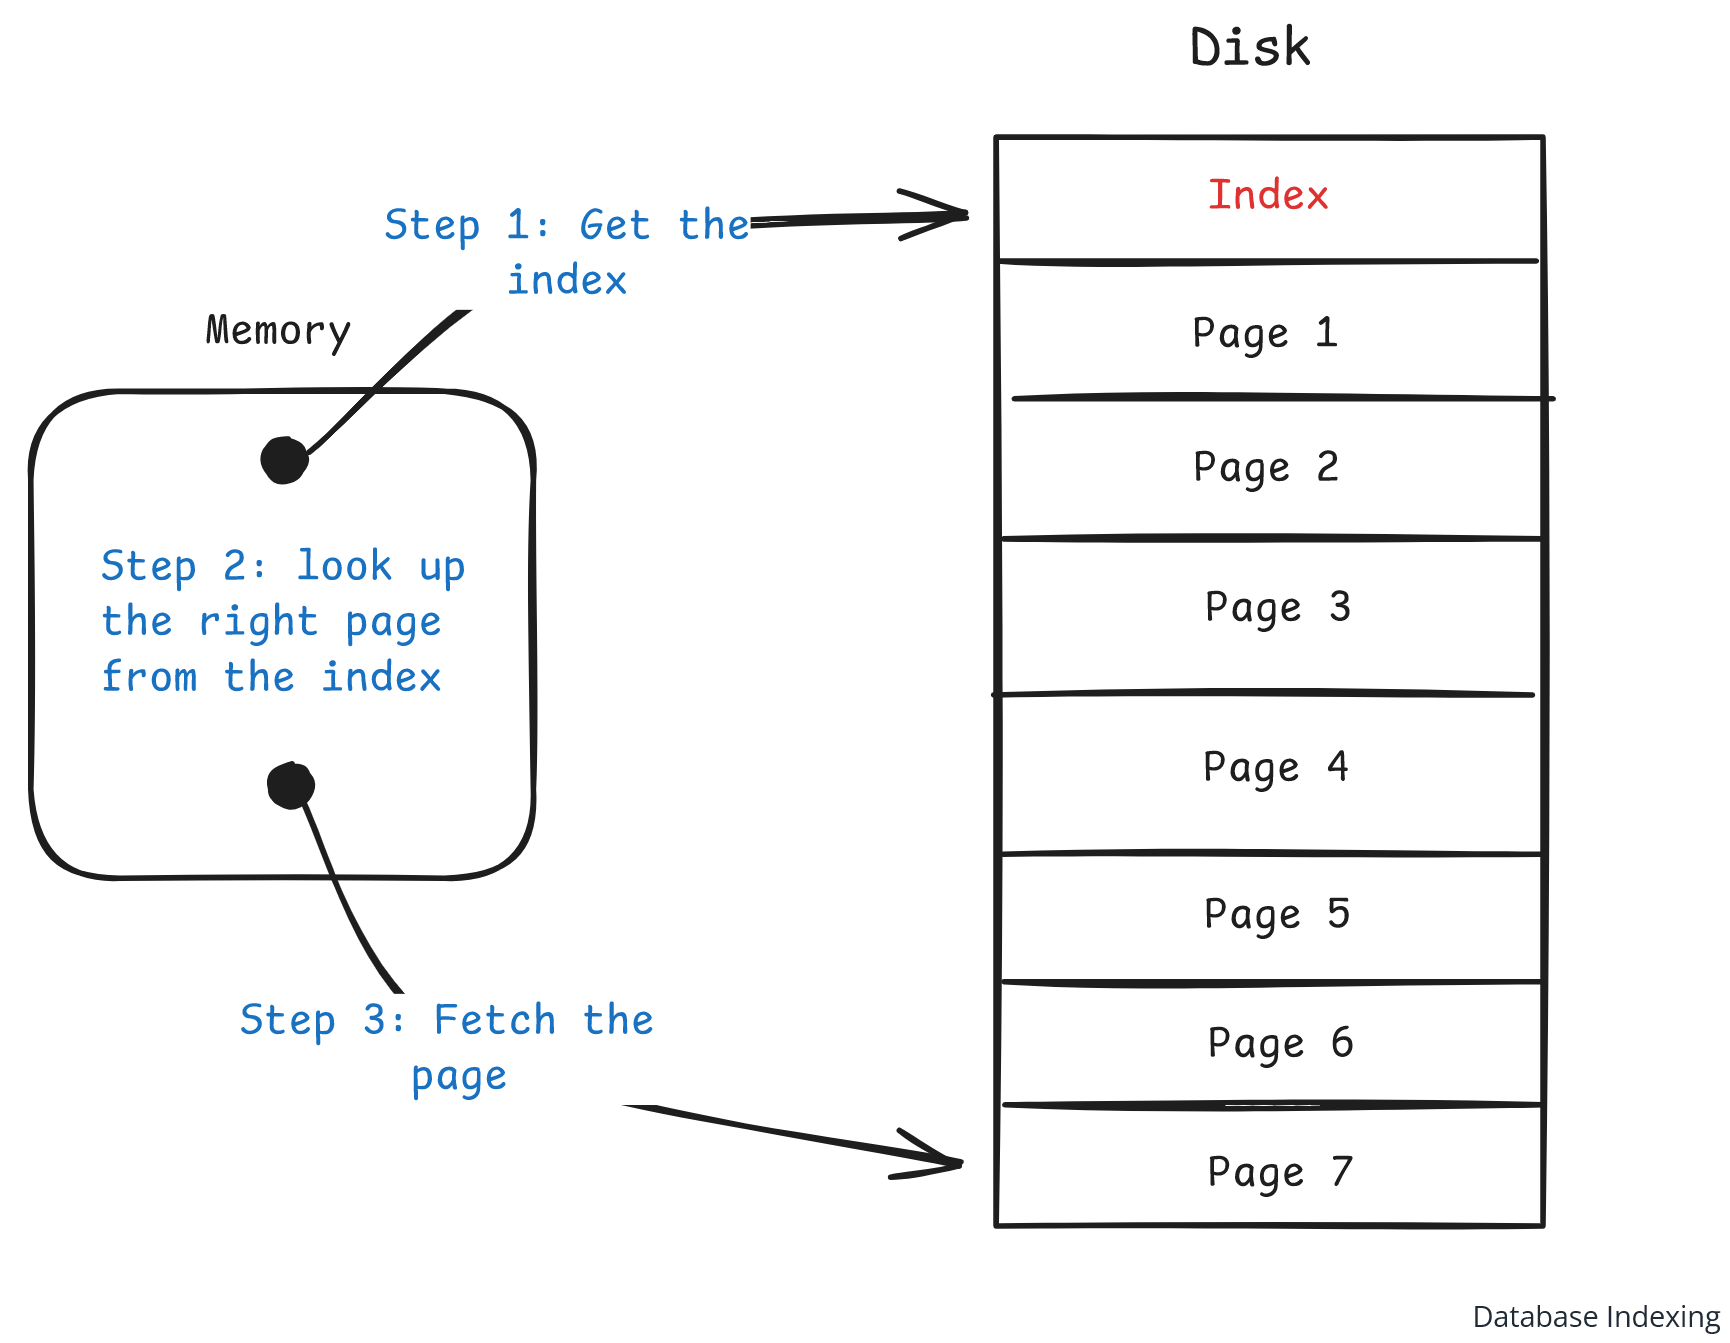 Disk
Index
Step 1: Get the
index
Memory
Page 1
Page 2
Step 2: look up
the right page
from the index
Page 3
Page 4
Page 5
Step 3: Fetch the
page
Page 6
Page 7
Database Indexing